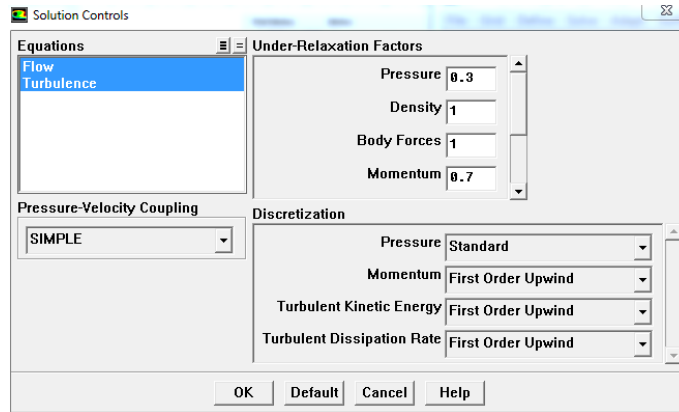 Solution Controls
Equations
Flow
Turbulence
Under-Relaxation Factors
Pressure 0.3
Density 1
Body Forces 1
Momentum 0.7
Pressure-Velocity Coupling
SIMPLE
Discretization
Pressure Standard
Momentum First Order Upwind
Turbulent Kinetic Energy First Order Upwind
Turbulent Dissipation Rate First Order Upwind
OK Default Cancel Help